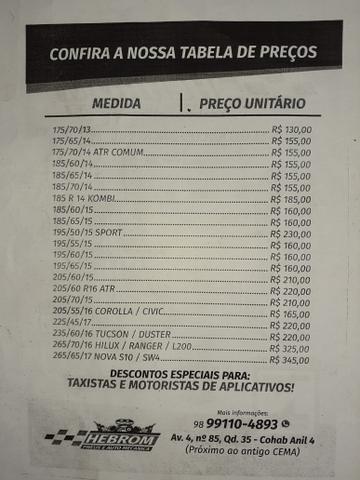 CONFIRA A NOSSA TABELA DE PREÇOS
MEDIDA | PREÇO UNITÁRIO
175/70/13 R$ 130,00
175/65/14 R$ 155,00
175/70/14 ATR COMUM R$ 155,00
185/60/14 R$ 155,00
185/65/14 R$ 155,00
185/70/14 R$ 155,00
185 R 14 KOMBI R$ 185,00
185/60/15 R$ 160,00
185/65/15 R$ 160,00
195/50/15 SPORT R$ 230,00
195/55/15 R$ 160,00
195/60/15 R$ 160,00
195/65/15 R$ 160,00
205/60/15 R$ 210,00
205/60 R16 ATR R$ 220,00
205/70/15 R$ 210,00
205/55/16 COROLLA / CIVIC R$ 165,00
225/45/17 R$ 220,00
235/60/16 TUCSON / DUSTER R$ 220,00
265/70/16 HILUX / RANGER / L200 R$ 325,00
265/65/17 NOVA S10 / SW4 R$ 345,00
DESCONTOS ESPECIAIS PARA:
TAXISTAS E MOTORISTAS DE APLICATIVOS!
Mais informações:
98 99110-4893
HEBROM
PNEUS E AUTO MECÂNICA
Av. 4, nº 85, Qd. 35 - Cohab Anil 4
(Próximo ao antigo CEMA)